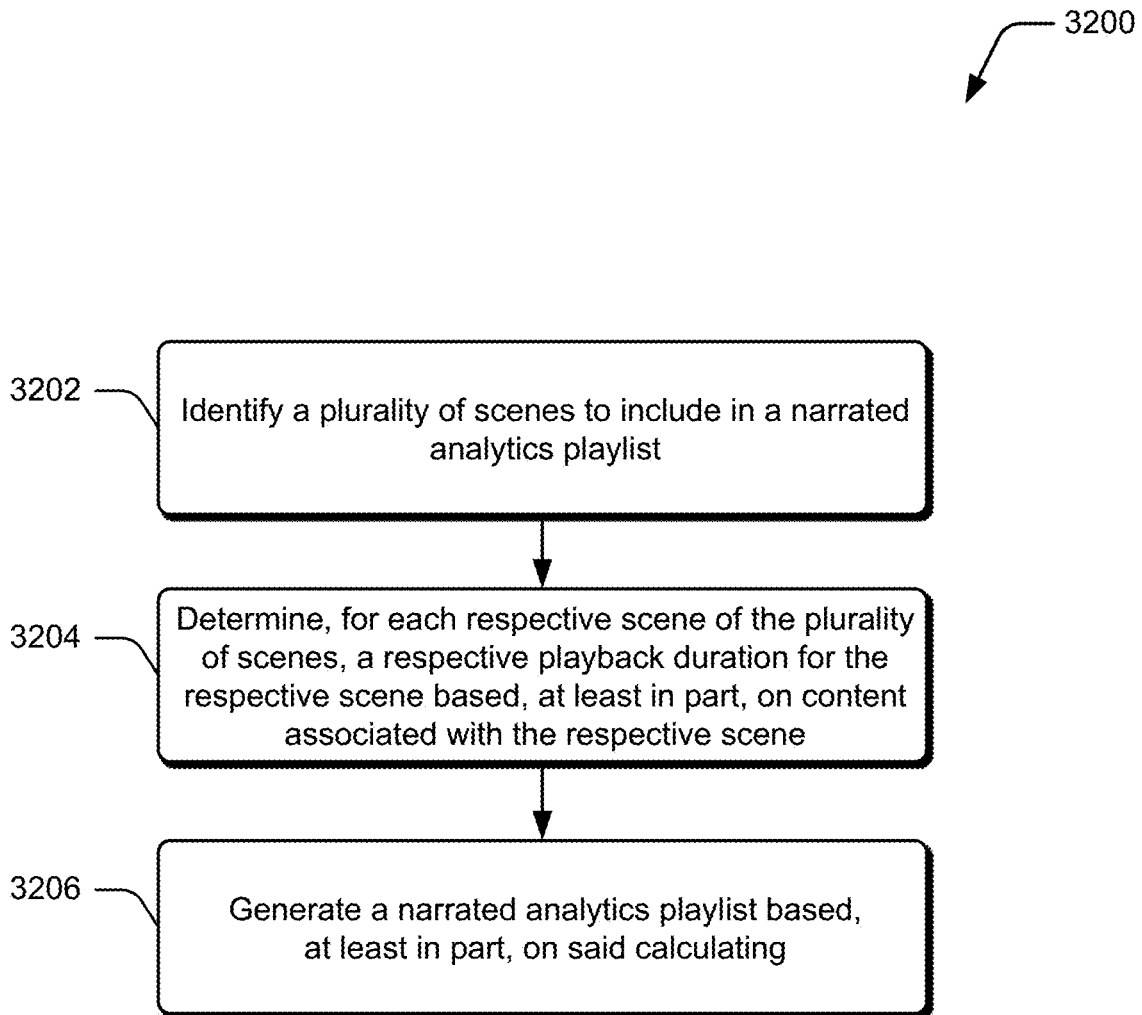 3200
3202
Identify a plurality of scenes to include in a narrated
analytics playlist
3204
Determine, for each respective scene of the plurality
of scenes, a respective playback duration for the
respective scene based, at least in part, on content
associated with the respective scene
3206
Generate a narrated analytics playlist based,
at least in part, on said calculating